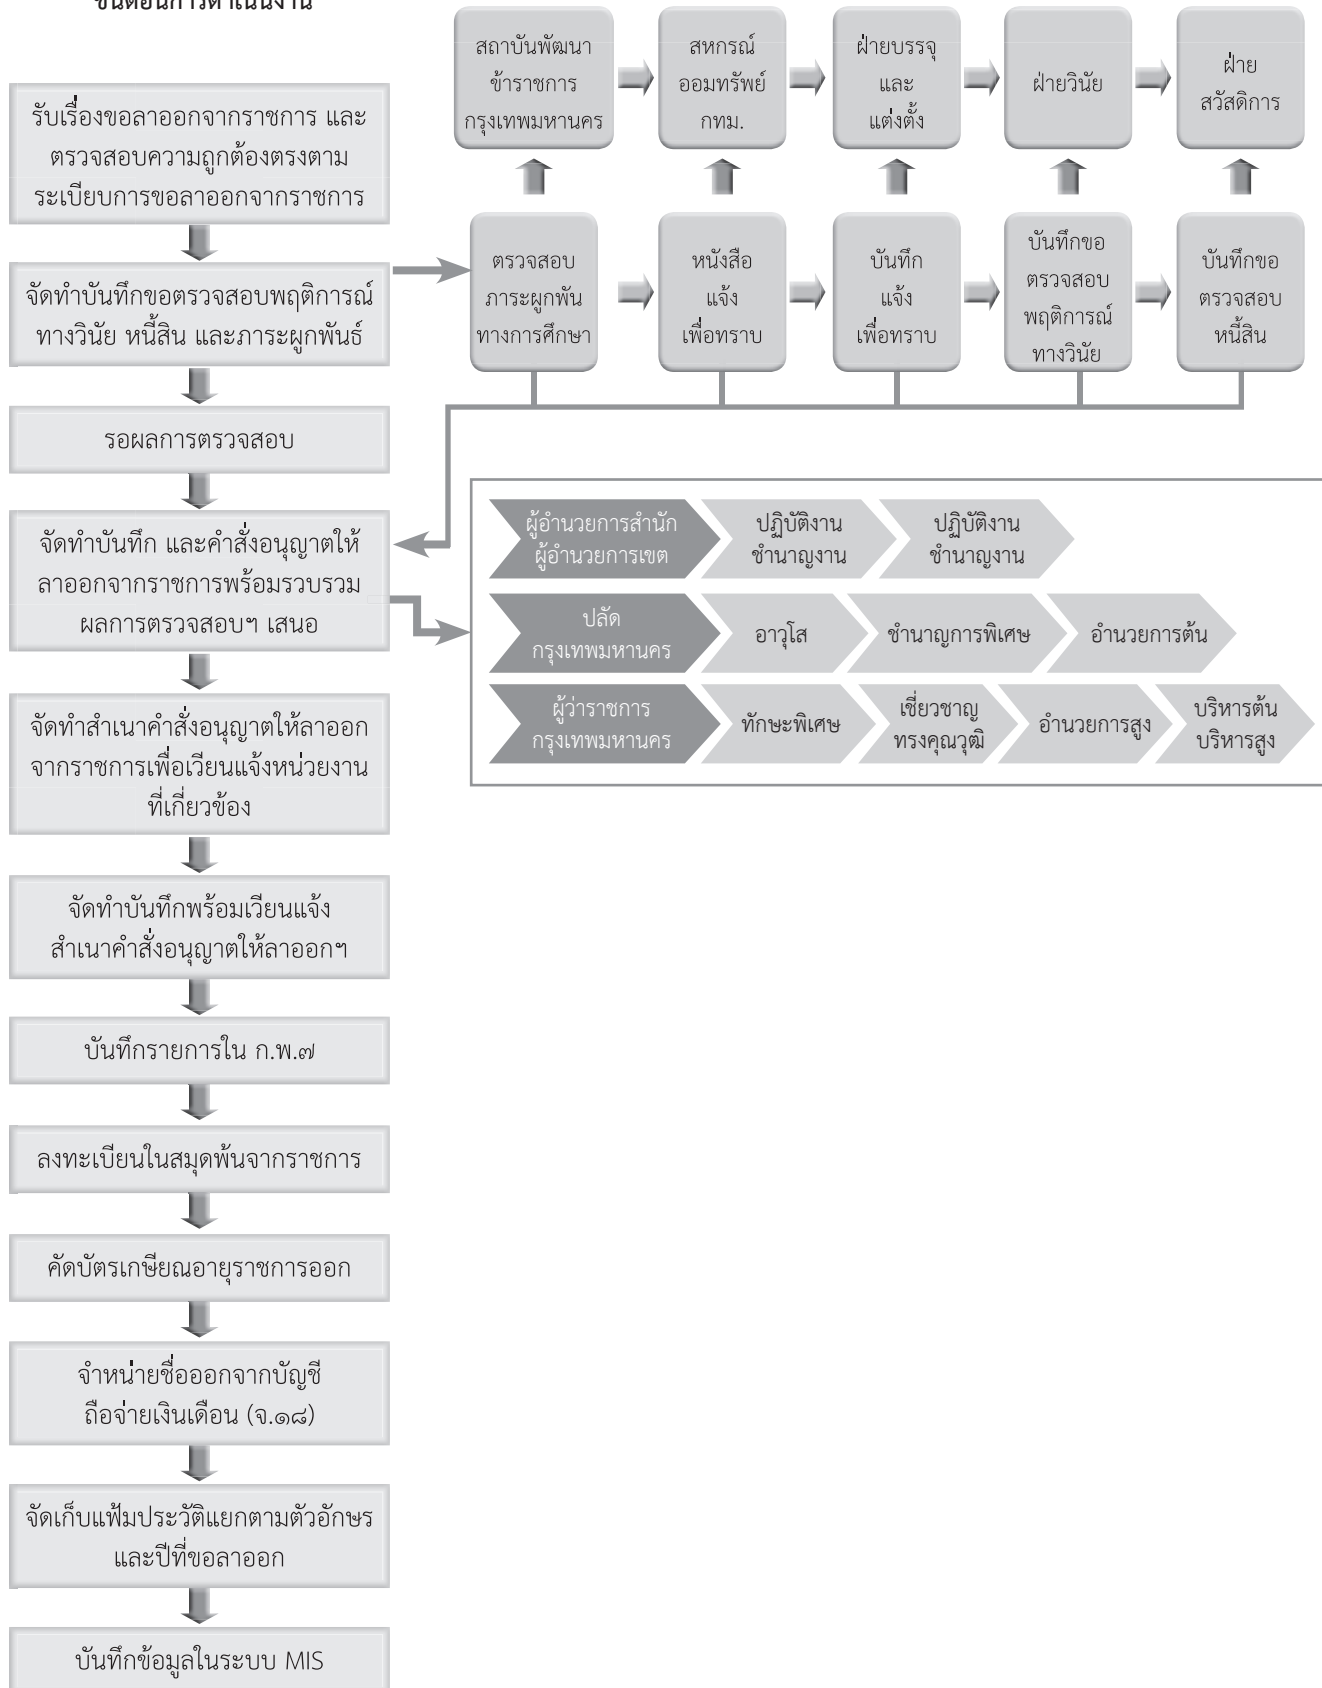 ขั้นตอนการดำเนินงาน
รับเรื่องขอลาออกจากราชการ และ
ตรวจสอบความถูกต้องตรงตาม
ระเบียบการขอลาออกจากราชการ
จัดทำบันทึกขอตรวจสอบพฤติการณ์
ทางวินัย หนี้สิน และภาระผูกพันธ์
รอผลการตรวจสอบ
จัดทำบันทึก และคำสั่งอนุญาตให้
ลาออกจากราชการพร้อมรวบรวม
ผลการตรวจสอบฯ เสนอ
จัดทำสำเนาคำสั่งอนุญาตให้ลาออก
จากราชการเพื่อเวียนแจ้งหน่วยงาน
ที่เกี่ยวข้อง
จัดทำบันทึกพร้อมเวียนแจ้ง
สำเนาคำสั่งอนุญาตให้ลาออกฯ
บันทึกรายการใน ก.พ.๗
ลงทะเบียนในสมุดพ้นจากราชการ
คัดบัตรเกษียณอายุราชการออก
จำหน่ายชื่อออกจากบัญชี
ถือจ่ายเงินเดือน (จ.๑๘)
จัดเก็บแฟ้มประวัติแยกตามตัวอักษร
และปีที่ขอลาออก
บันทึกข้อมูลในระบบ MIS
สถาบันพัฒนา
ข้าราชการ
กรุงเทพมหานคร
สหกรณ์
ออมทรัพย์
กทม.
ฝ่ายบรรจุ
และ
แต่งตั้ง
ฝ่ายวินัย
ฝ่าย
สวัสดิการ
ตรวจสอบ
ภาระผูกพัน
ทางการศึกษา
หนังสือ
แจ้ง
เพื่อทราบ
บันทึก
แจ้ง
เพื่อทราบ
บันทึกขอ
ตรวจสอบ
พฤติการณ์
ทางวินัย
บันทึกขอ
ตรวจสอบ
หนี้สิน
ผู้อำนวยการสำนัก
ผู้อำนวยการเขต
ปฏิบัติงาน
ชำนาญงาน
ปฏิบัติงาน
ชำนาญงาน
ปลัด
กรุงเทพมหานคร
อาวุโส
ชำนาญการพิเศษ
อำนวยการต้น
ผู้ว่าราชการ
กรุงเทพมหานคร
ทักษะพิเศษ
เชี่ยวชาญ
ทรงคุณวุฒิ
อำนวยการสูง
บริหารต้น
บริหารสูง